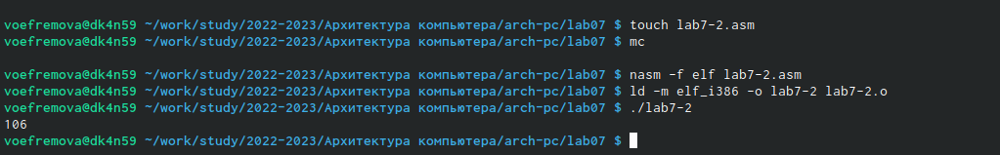 voefremova@dk4n59 ~/work/study/2022-2023/Архитектура компьютера/arch-pc/lab07 $ touch lab7-2.asm
voefremova@dk4n59 ~/work/study/2022-2023/Архитектура компьютера/arch-pc/lab07 $ mc
voefremova@dk4n59 ~/work/study/2022-2023/Архитектура компьютера/arch-pc/lab07 $ nasm -f elf lab7-2.asm
voefremova@dk4n59 ~/work/study/2022-2023/Архитектура компьютера/arch-pc/lab07 $ ld -m elf_i386 -o lab7-2 lab7-2.o
voefremova@dk4n59 ~/work/study/2022-2023/Архитектура компьютера/arch-pc/lab07 $ ./lab7-2
106
voefremova@dk4n59 ~/work/study/2022-2023/Архитектура компьютера/arch-pc/lab07 $